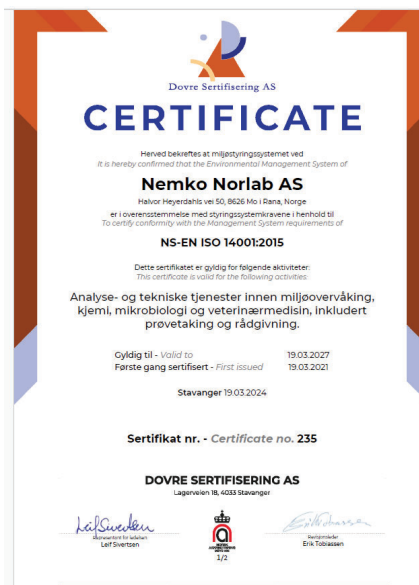 Dovre Sertifisering AS
CERTIFICATE
Herved bekreftes at miljøstyringssystemet ved
It is hereby confirmed that the Environmental Management System of
Nemko Norlab AS
Halvor Heyerdahls vei 50, 8626 Mo i Rana, Norge
er i overensstemmelse med styringssystemkravene i henhold til
To certify conformity with the Management System requirements of
NS-EN ISO 14001:2015
Dette sertifikatet er gyldig for følgende aktiviteter:
This certificate is valid for the following activities:
Analyse- og tekniske tjenester innen miljøovervåking,
kjemi, mikrobiologi og veterinærmedisin, inkludert
prøvetaking og rådgivning.
Gyldig til - Valid to 19.03.2027
Første gang sertifisert - First issued 19.03.2021
Stavanger 19.03.2024
Sertifikat nr. - Certificate no. 235
DOVRE SERTIFISERING AS
Lagerveien 18, 4033 Stavanger
Leif Sivertsen
Representant for ledelsen
Leif Sivertsen
Revisjonsleder
Erik Tobiassen
1/2